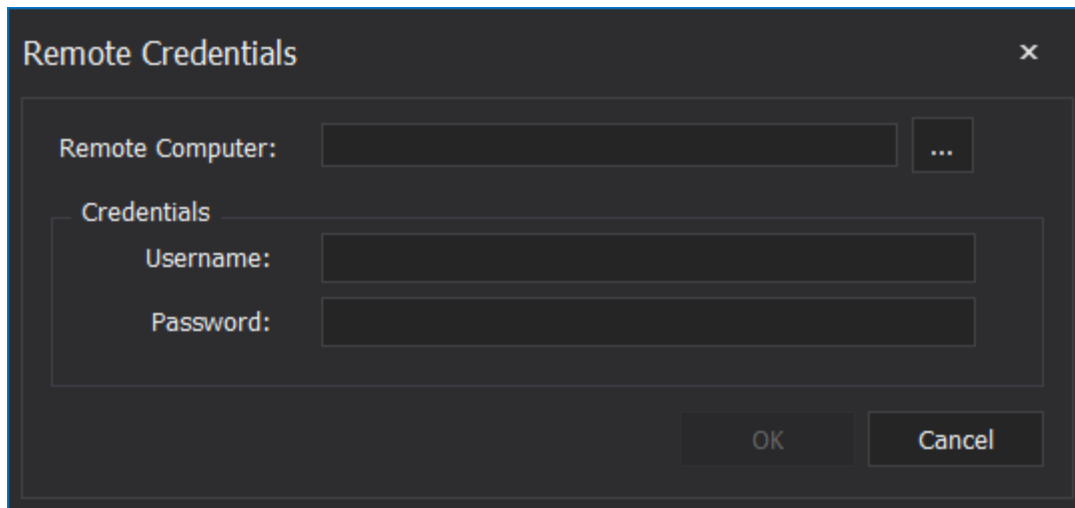 Remote Credentials
Remote Computer:
...
Credentials
Username:
Password:
OK
Cancel